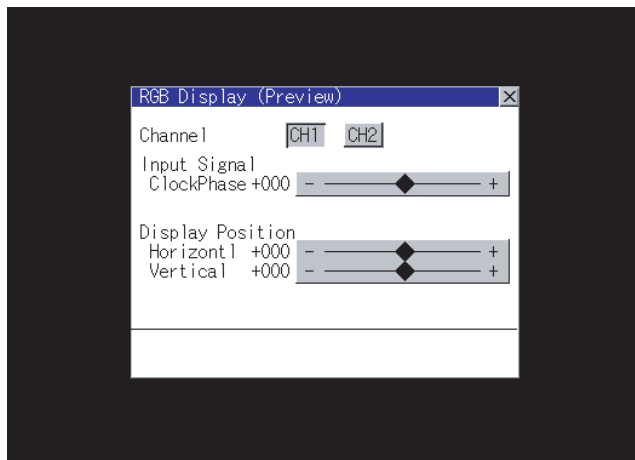 RGB Display (Preview) ×
Channel CH1 CH2
Input Signal
ClockPhase +000 - +
Display Position
Horizontl +000 - +
Vertical +000 - +